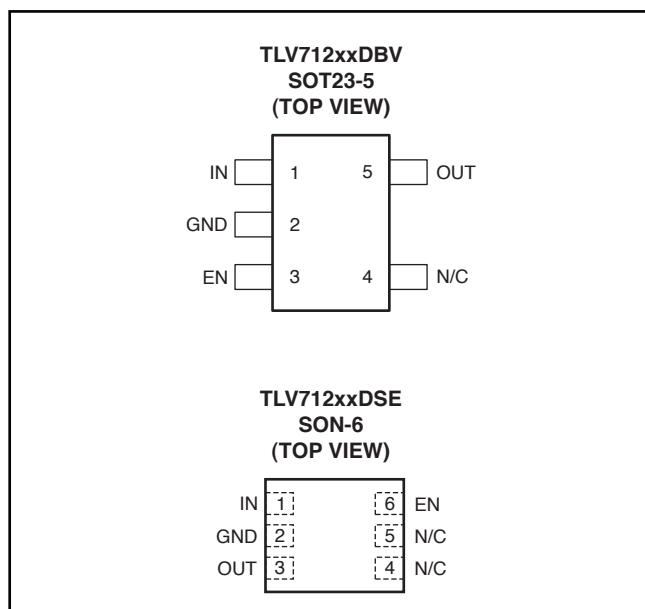 TLV712xxDBV
SOT23-5
(TOP VIEW)
IN 1 5 OUT
GND 2
EN 3 4 N/C
TLV712xxDSE
SON-6
(TOP VIEW)
IN 1 6 EN
GND 2 5 N/C
OUT 3 4 N/C